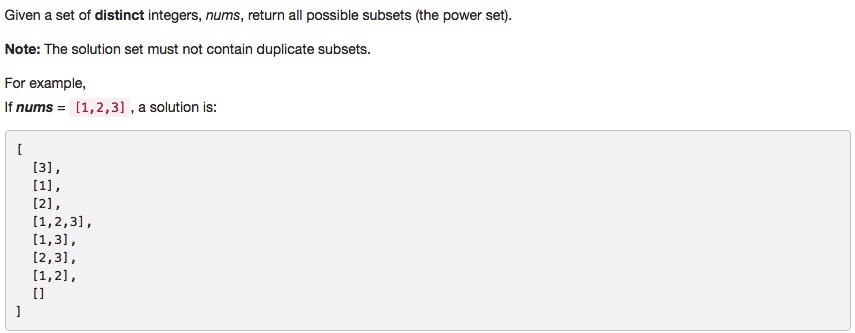 Given a set of distinct integers, nums, return all possible subsets (the power set).
Note: The solution set must not contain duplicate subsets.
For example,
If nums = [1,2,3] , a solution is:
[
  [3],
  [1],
  [2],
  [1,2,3],
  [1,3],
  [2,3],
  [1,2],
  []
]